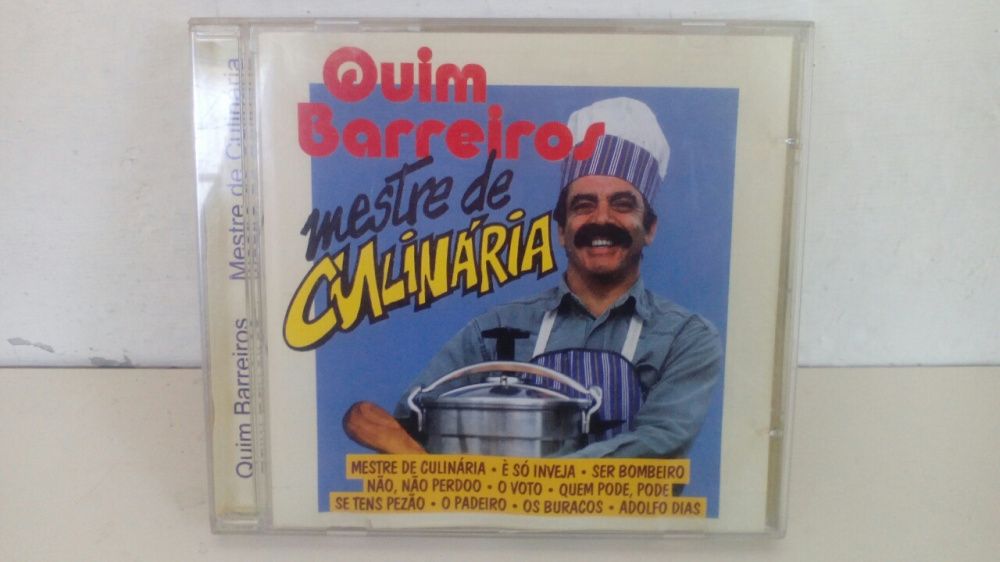 Quim Barreiros Mestre de Culinária
Quim
Barreiros
mestre de
CULINÁRIA
MESTRE DE CULINÁRIA • È SÓ INVEJA • SER BOMBEIRO
NÃO, NÃO PERDOO • O VOTO • QUEM PODE, PODE
SE TENS PEZÃO • O PADEIRO • OS BURACOS • ADOLFO DIAS